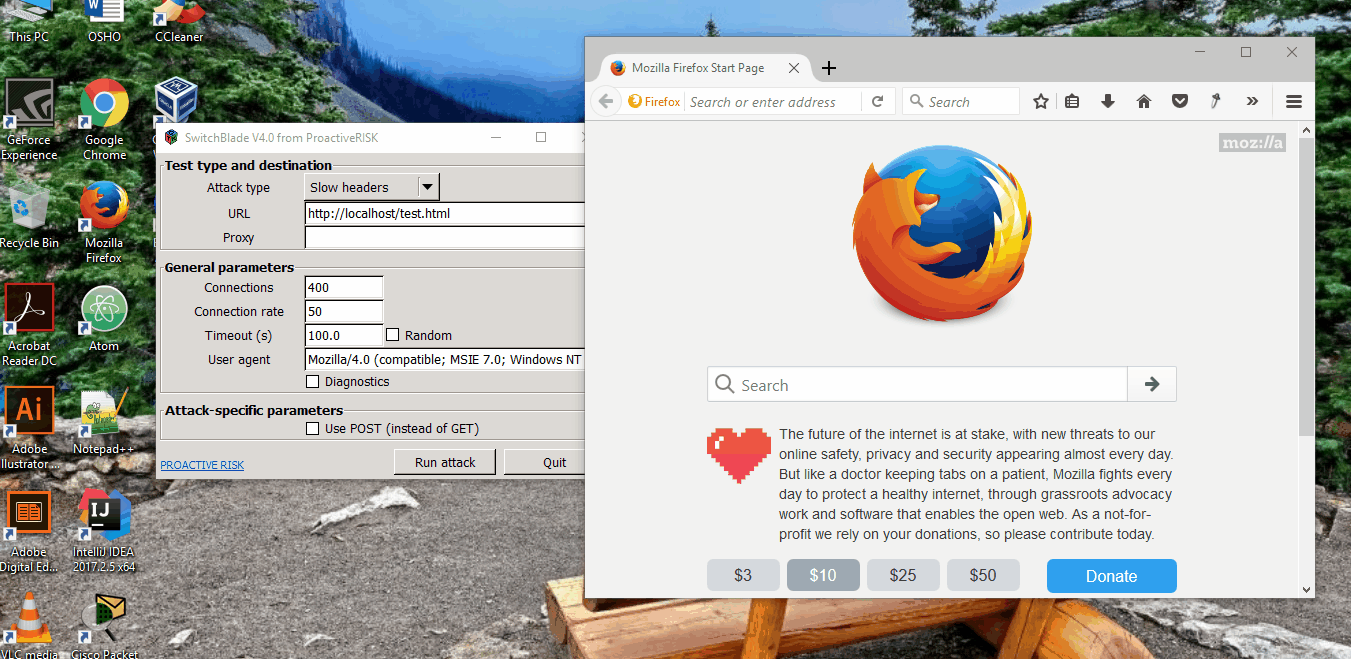 This PC
OSHO
CCleaner
GeForce
Experience
Google
Chrome
Recycle Bin
Mozilla
Firefox
Acrobat
Reader DC
Atom
Adobe
Illustrator....
Notepad++
Adobe
Digital Ed...
IntelliJ IDEA
2017.2.5 x64
VLC media
Cisco Packet
SwitchBlade V4.0 from ProactiveRISK
Test type and destination
Attack type
Slow headers
URL
http://localhost/test.html
Proxy
General parameters
Connections
400
Connection rate
50
Timeout (s)
100.0
Random
User agent
Mozilla/4.0 (compatible; MSIE 7.0; Windows NT
Diagnostics
Attack-specific parameters
Use POST (instead of GET)
PROACTIVE RISK
Run attack
Quit
Mozilla Firefox Start Page
Firefox
Search or enter address
Search
moz://a
Search
The future of the internet is at stake, with new threats to our
online safety, privacy and security appearing almost every day.
But like a doctor keeping tabs on a patient, Mozilla fights every
day to protect a healthy internet, through grassroots advocacy
work and software that enables the open web. As a not-for-
profit we rely on your donations, so please contribute today.
$3
$10
$25
$50
Donate